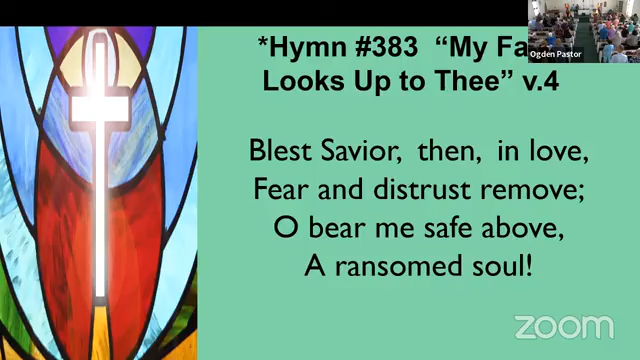 *Hymn #383 “My Fa
Looks Up to Thee” v.4
Blest Savior, then, in love,
Fear and distrust remove;
O bear me safe above,
A ransomed soul!
Ogden Pastor
zoom